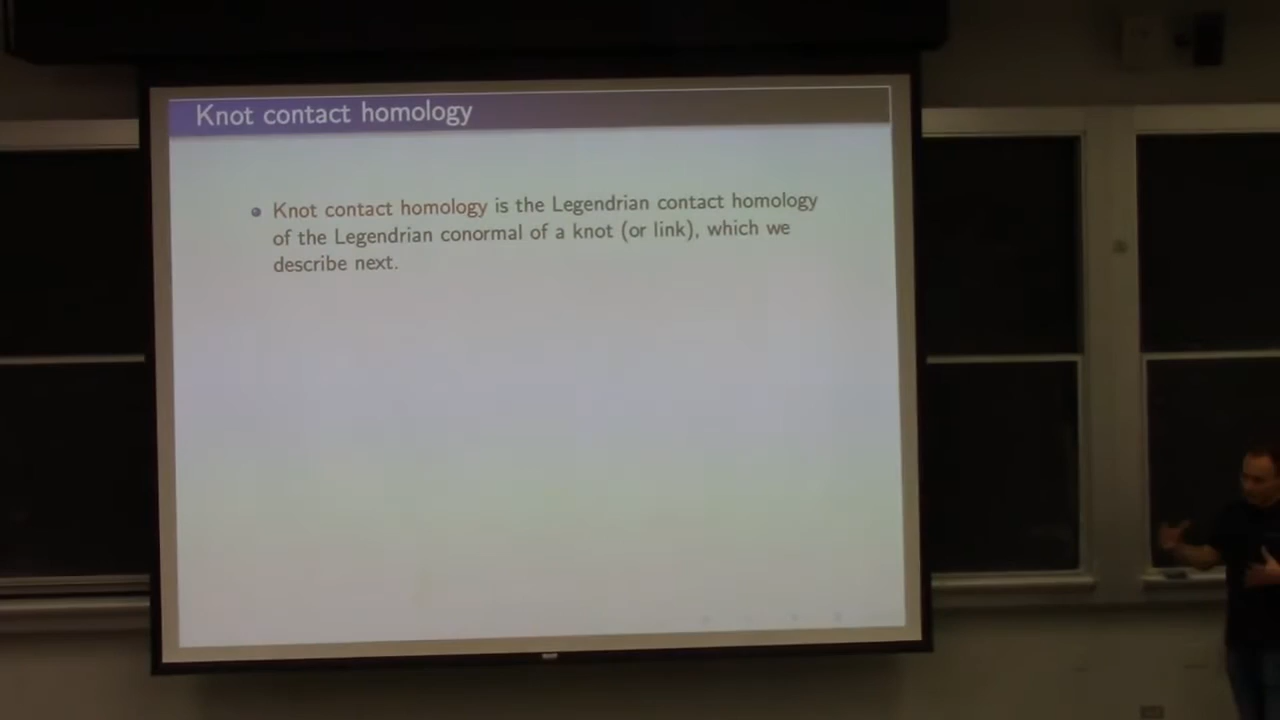 Knot contact homology
Knot contact homology is the Legendrian contact homology
of the Legendrian conormal of a knot (or link), which we
describe next.